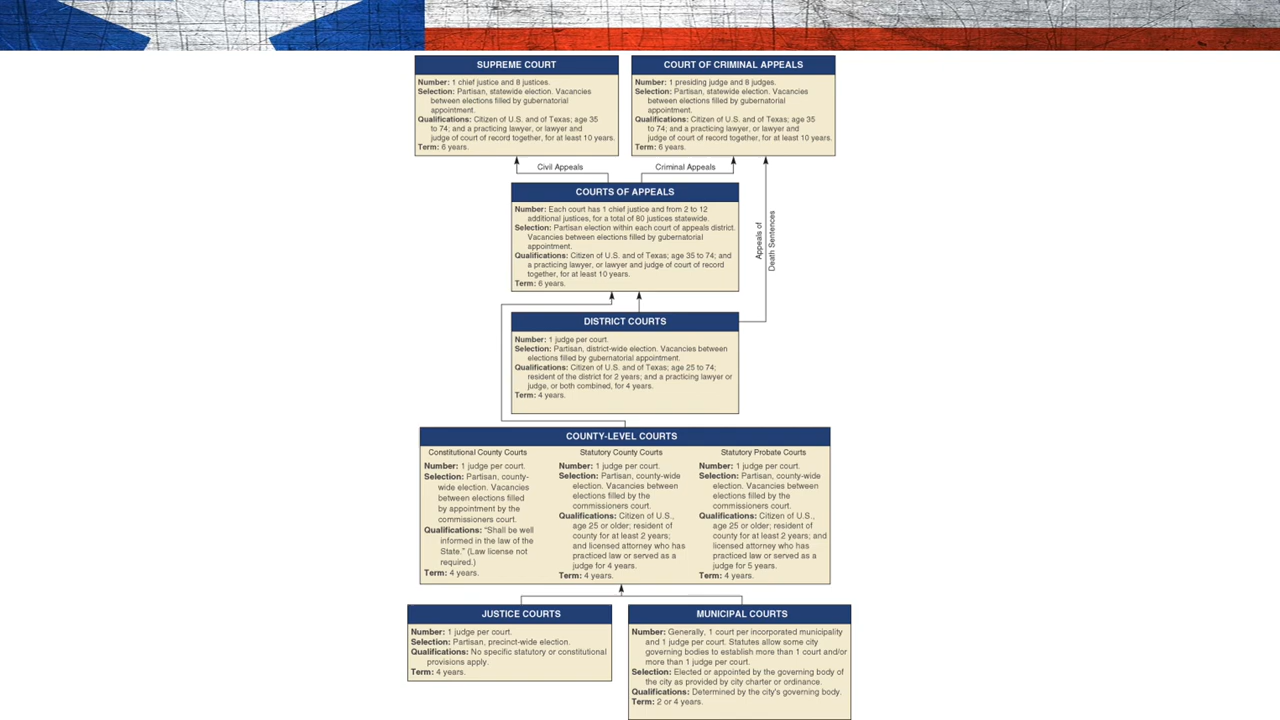 SUPREME COURT
Number: 1 chief justice and 8 justices.
Selection: Partisan, statewide election. Vacancies
between elections filled by gubernatorial
appointment.
Qualifications: Citizen of U.S. and of Texas; age 35
to 74; and a practicing lawyer, or lawyer and
judge of court of record together, for at least 10 years.
Term: 6 years.
COURT OF CRIMINAL APPEALS
Number: 1 presiding judge and 8 judges.
Selection: Partisan, statewide election. Vacancies
between elections filled by gubernatorial
appointment.
Qualifications: Citizen of U.S. and of Texas; age 35
to 74; and a practicing lawyer, or lawyer and
judge of court of record together, for at least 10 years.
Term: 6 years.
Civil Appeals
Criminal Appeals
Appeals of
Death Sentences
COURTS OF APPEALS
Number: Each court has 1 chief justice and from 2 to 12
additional justices, for a total of 80 justices statewide.
Selection: Partisan election within each court of appeals district.
Vacancies between elections filled by gubernatorial
appointment.
Qualifications: Citizen of U.S. and of Texas; age 35 to 74; and
a practicing lawyer, or lawyer and judge of court of record
together, for at least 10 years.
Term: 6 years.
DISTRICT COURTS
Number: 1 judge per court.
Selection: Partisan, district-wide election. Vacancies between
elections filled by gubernatorial appointment.
Qualifications: Citizen of U.S. and of Texas; age 25 to 74;
resident of the district for 2 years; and a practicing lawyer or
judge, or both combined, for 4 years.
Term: 4 years.
COUNTY-LEVEL COURTS
Constitutional County Courts
Number: 1 judge per court.
Selection: Partisan, county-
wide election. Vacancies
between elections filled
by appointment by the
commissioners court.
Qualifications: "Shall be well
informed in the law of the
State." (Law license not
required.)
Term: 4 years.
Statutory County Courts
Number: 1 judge per court.
Selection: Partisan, county-wide
election. Vacancies between
elections filled by the
commissioners court.
Qualifications: Citizen of U.S.,
age 25 or older; resident of
county for at least 2 years;
and licensed attorney who has
practiced law or served as a
judge for 4 years.
Term: 4 years.
Statutory Probate Courts
Number: 1 judge per court.
Selection: Partisan, county-wide
election. Vacancies between
elections filled by the
commissioners court.
Qualifications: Citizen of U.S.,
age 25 or older; resident of
county for at least 2 years; and
licensed attorney who has
practiced law or served as a
judge for 5 years.
Term: 4 years.
JUSTICE COURTS
Number: 1 judge per court.
Selection: Partisan, precinct-wide election.
Qualifications: No specific statutory or constitutional
provisions apply.
Term: 4 years.
MUNICIPAL COURTS
Number: Generally, 1 court per incorporated municipality
and 1 judge per court. Statutes allow some city
governing bodies to establish more than 1 court and/or
more than 1 judge per court.
Selection: Elected or appointed by the governing body of
the city as provided by city charter or ordinance.
Qualifications: Determined by the city's governing body.
Term: 2 or 4 years.